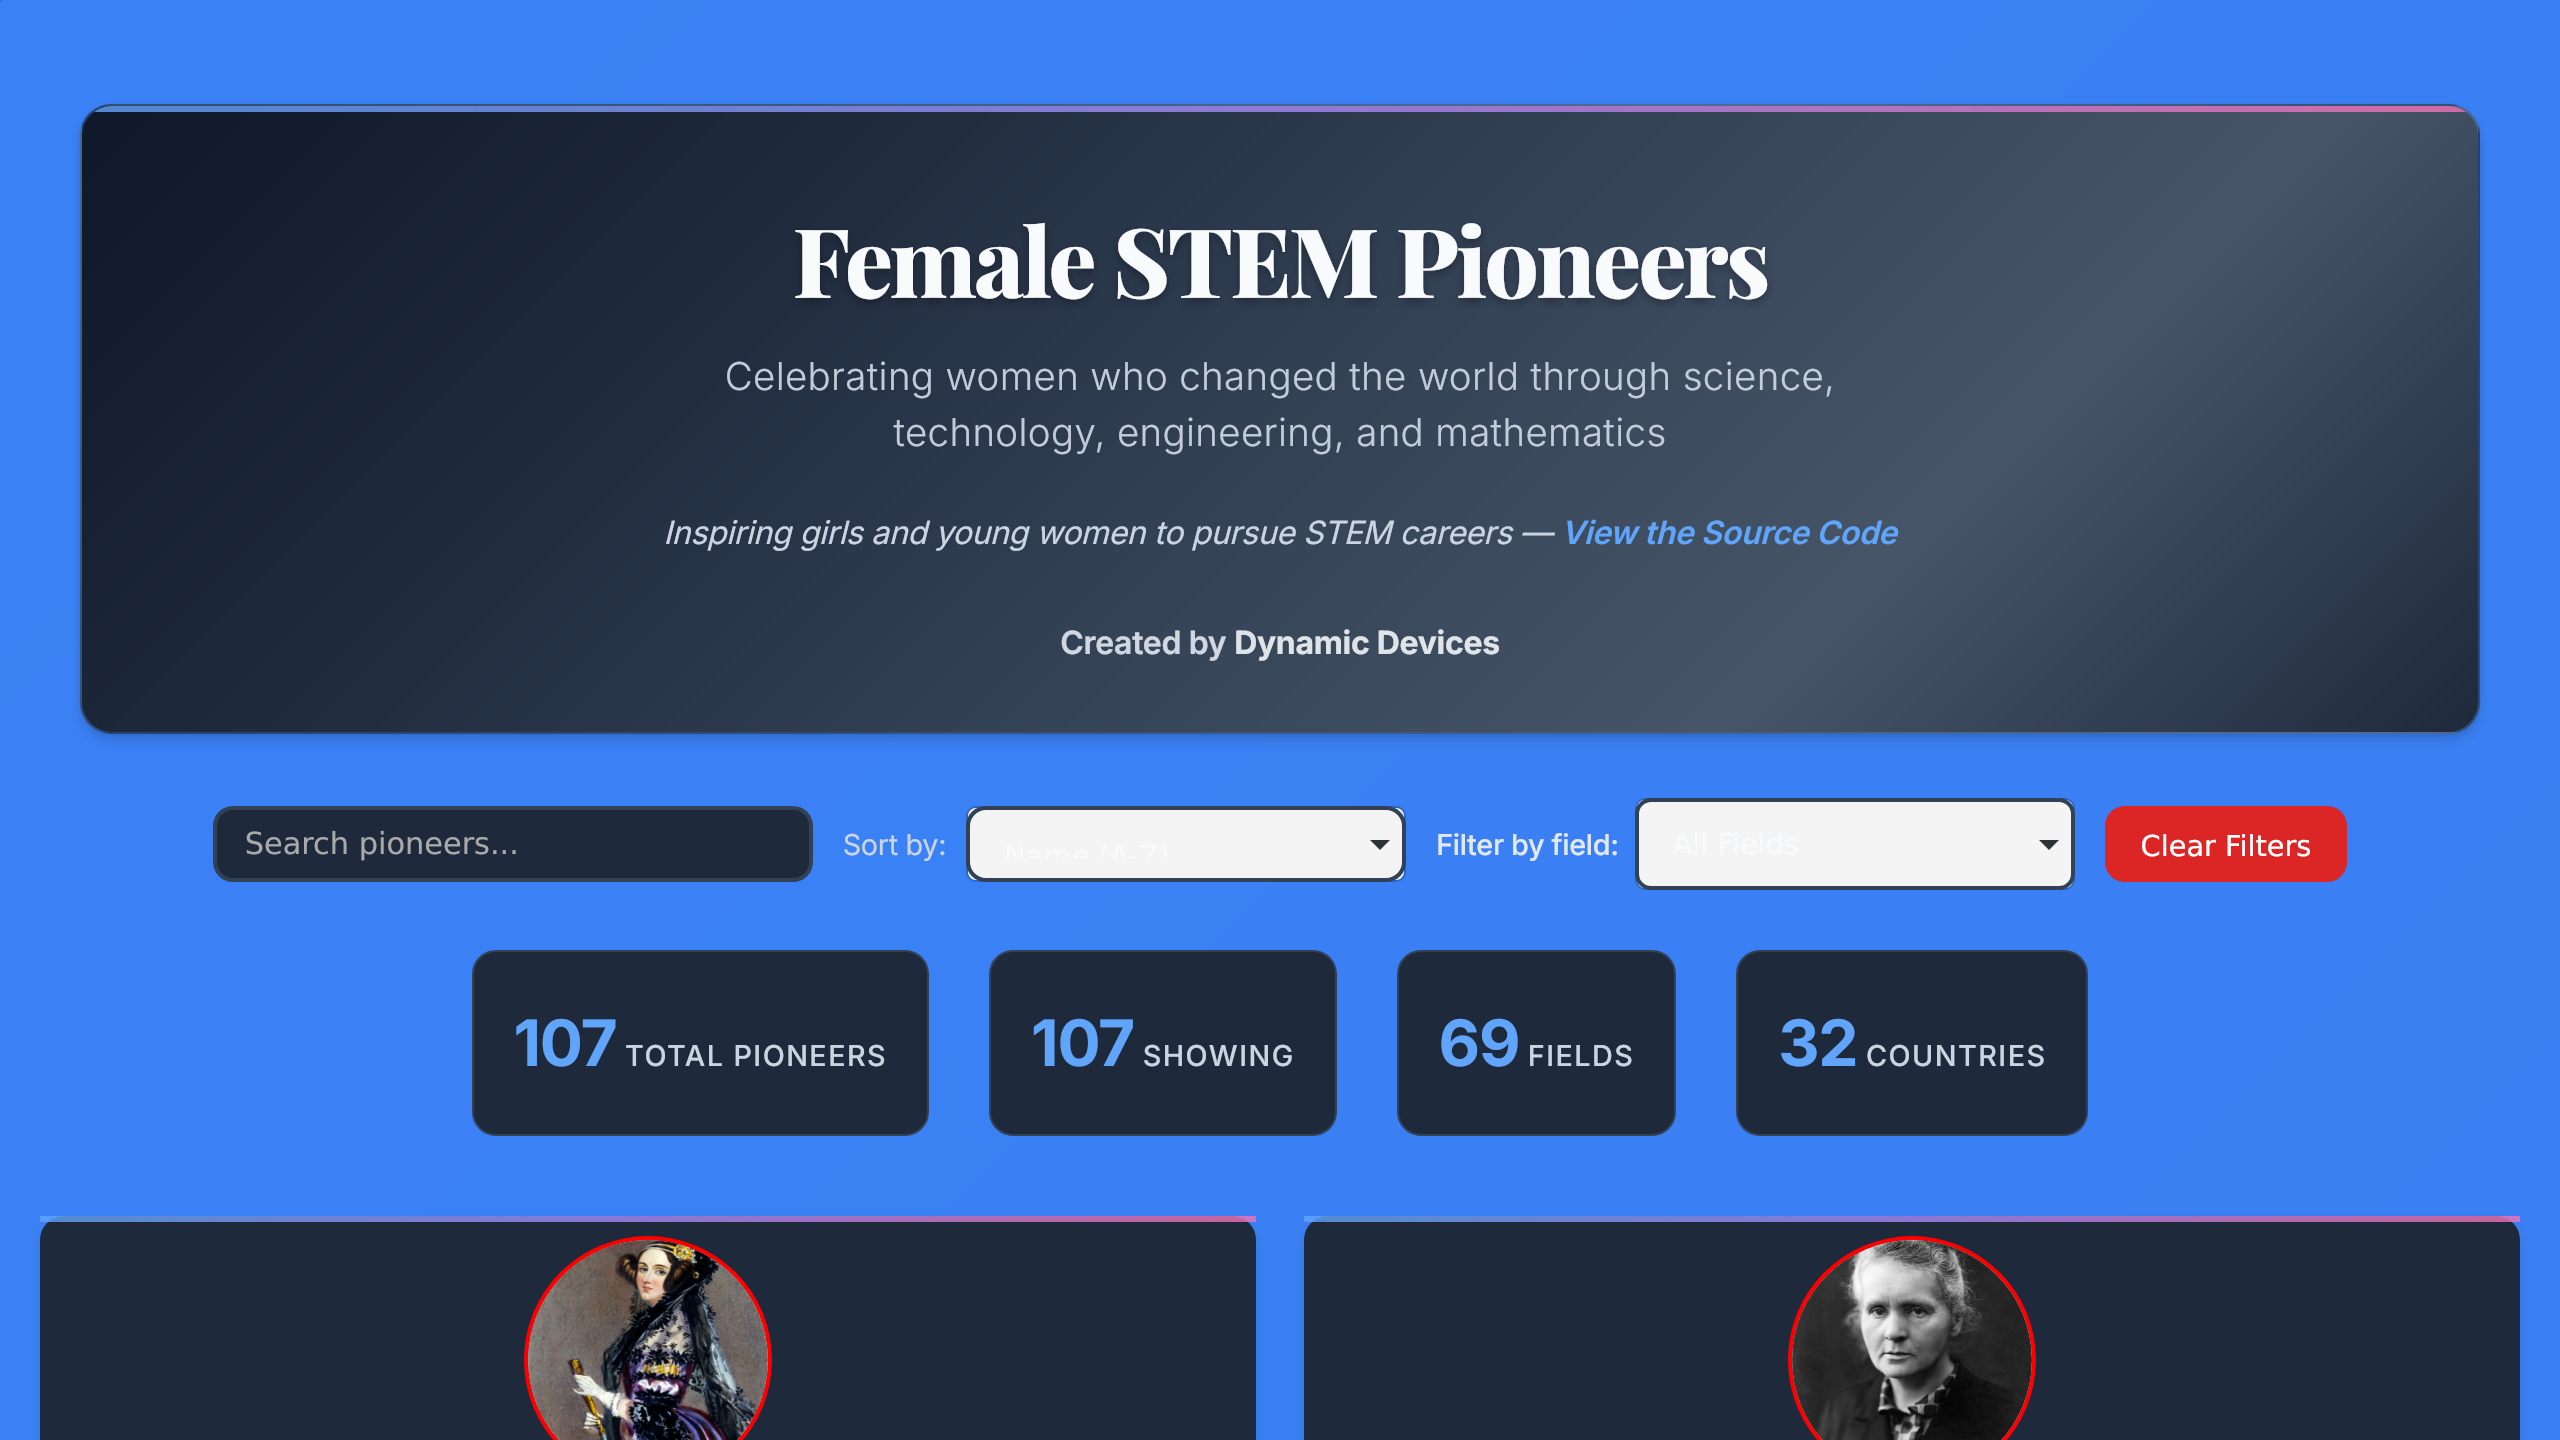 Female STEM Pioneers
Celebrating women who changed the world through science,
technology, engineering, and mathematics
Inspiring girls and young women to pursue STEM careers — View the Source Code
Created by Dynamic Devices
Search pioneers...
Sort by:
Name (A-Z)
Filter by field:
All Fields
Clear Filters
107 TOTAL PIONEERS
107 SHOWING
69 FIELDS
32 COUNTRIES